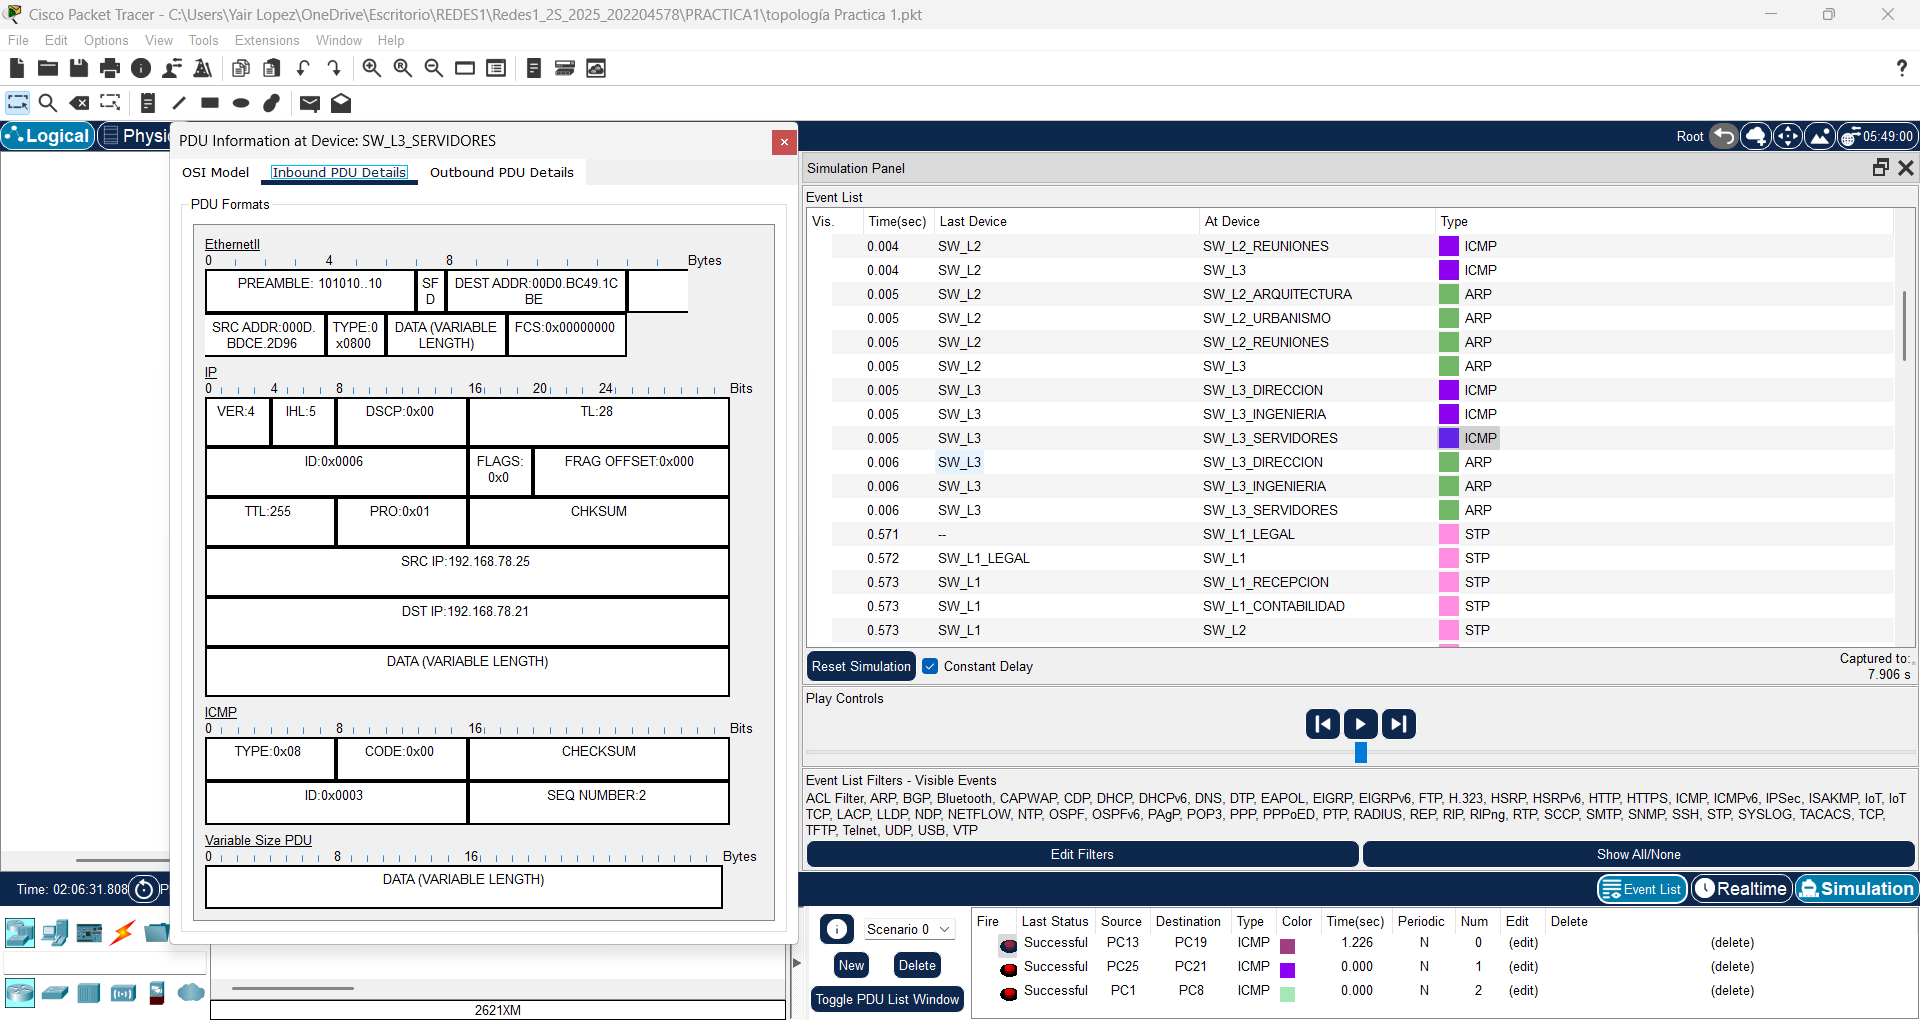 Cisco Packet Tracer - C:\Users\Yair Lopez\OneDrive\Escritorio\REDES1\Redes1_2S_2025_202204578\PRACTICA1\topología Practica 1.pkt
File Edit Options View Tools Extensions Window Help
Logical Physi
Root 05:49:00
PDU Information at Device: SW_L3_SERVIDORES
OSI Model Inbound PDU Details Outbound PDU Details
PDU Formats
EthernetII
0 4 8 Bytes
PREAMBLE: 101010..10 SF D DEST ADDR:00D0.BC49.1C BE
SRC ADDR:000D. BDCE.2D96 TYPE:0 x0800 DATA (VARIABLE LENGTH) FCS:0x00000000
IP
0 4 8 16 20 24 Bits
VER:4 IHL:5 DSCP:0x00 TL:28
ID:0x0006 FLAGS: 0x0 FRAG OFFSET:0x000
TTL:255 PRO:0x01 CHKSUM
SRC IP:192.168.78.25
DST IP:192.168.78.21
DATA (VARIABLE LENGTH)
ICMP
0 8 16 Bits
TYPE:0x08 CODE:0x00 CHECKSUM
ID:0x0003 SEQ NUMBER:2
Variable Size PDU
0 8 16 Bytes
DATA (VARIABLE LENGTH)
Simulation Panel
Event List
Vis. Time(sec) Last Device At Device Type
0.004 SW_L2 SW_L2_REUNIONES ICMP
0.004 SW_L2 SW_L3 ICMP
0.005 SW_L2 SW_L2_ARQUITECTURA ARP
0.005 SW_L2 SW_L2_URBANISMO ARP
0.005 SW_L2 SW_L2_REUNIONES ARP
0.005 SW_L2 SW_L3 ARP
0.005 SW_L3 SW_L3_DIRECCION ICMP
0.005 SW_L3 SW_L3_INGENIERIA ICMP
0.005 SW_L3 SW_L3_SERVIDORES ICMP
0.006 SW_L3 SW_L3_DIRECCION ARP
0.006 SW_L3 SW_L3_INGENIERIA ARP
0.006 SW_L3 SW_L3_SERVIDORES ARP
0.571 -- SW_L1_LEGAL STP
0.572 SW_L1_LEGAL SW_L1 STP
0.573 SW_L1 SW_L1_RECEPCION STP
0.573 SW_L1 SW_L1_CONTABILIDAD STP
0.573 SW_L1 SW_L2 STP
Reset Simulation Constant Delay Captured to:
7.906 s
Play Controls
Event List Filters - Visible Events
ACL Filter, ARP, BGP, Bluetooth, CAPWAP, CDP, DHCP, DHCPv6, DNS, DTP, EAPOL, EIGRP, EIGRPv6, FTP, H.323, HSRP, HSRPv6, HTTP, HTTPS, ICMP, ICMPv6, IPSec, ISAKMP, IoT, IoT
TCP, LACP, LLDP, NDP, NETFLOW, NTP, OSPF, OSPFv6, PAgP, POP3, PPP, PPPoED, PTP, RADIUS, REP, RIP, RIPng, RTP, SCCP, SMTP, SNMP, SSH, STP, SYSLOG, TACACS, TCP,
TFTP, Telnet, UDP, USB, VTP
Edit Filters Show All/None
Time: 02:06:31.808 P
Event List Realtime Simulation
2621XM
Scenario 0
New Delete
Toggle PDU List Window
Fire Last Status Source Destination Type Color Time(sec) Periodic Num Edit Delete
Successful PC13 PC19 ICMP 1.226 N 0 (edit) (delete)
Successful PC25 PC21 ICMP 0.000 N 1 (edit) (delete)
Successful PC1 PC8 ICMP 0.000 N 2 (edit) (delete)